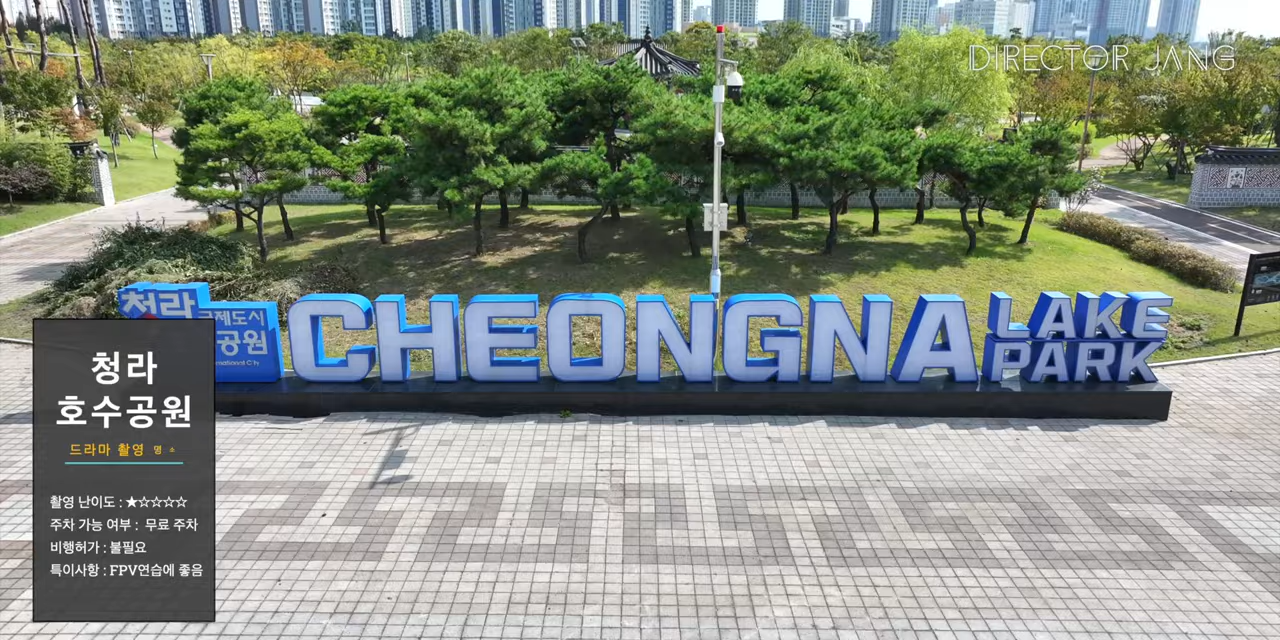 DIRECTOR JANG
청라
제도시
공원
CHEONGNA
LAKE
PARK
청라
호수공원
드라마 촬영 명 소
촬영 난이도 : ★☆☆☆☆
주차 가능 여부 : 무료 주차
비행허가 : 불필요
특이사항 : FPV연습에 좋음